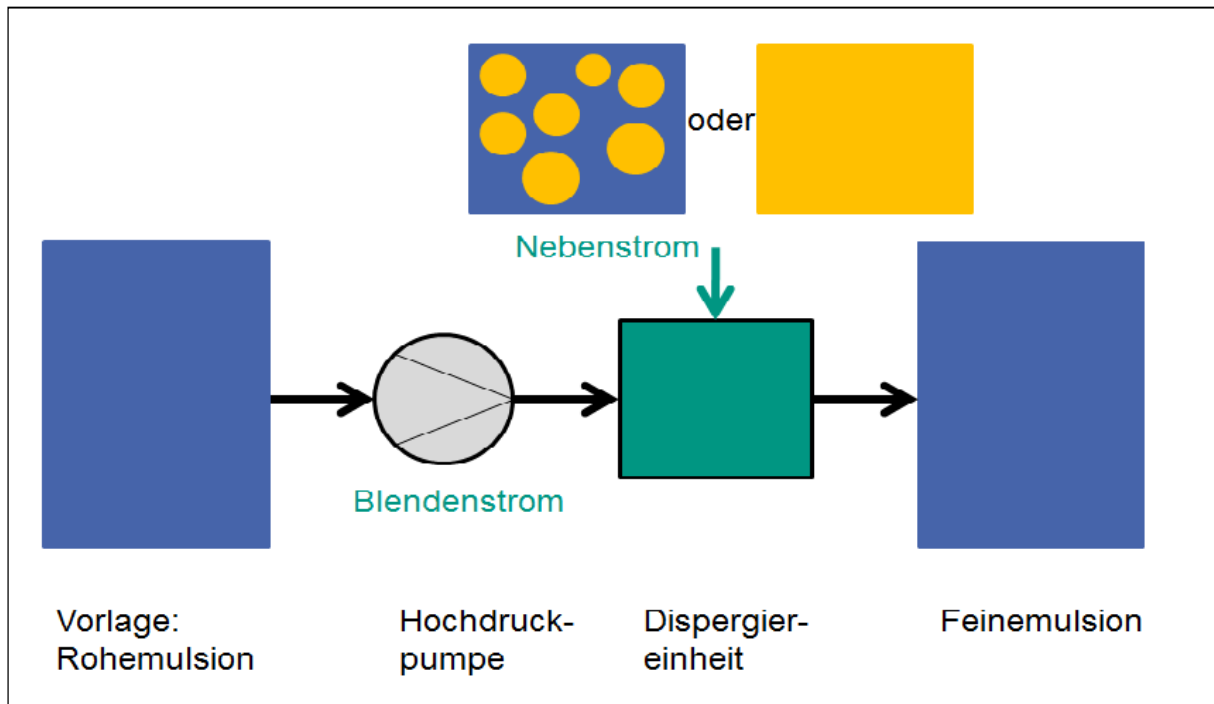 oder
Nebenstrom
Blendenstrom
Vorlage:
Rohemulsion
Hochdruck-
pumpe
Dispergier-
einheit
Feinemulsion